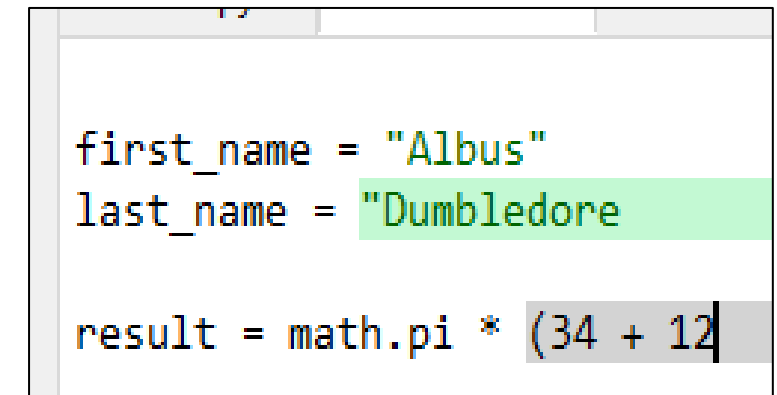 first_name = "Albus"
last_name = "Dumbledore
result = math.pi * (34 + 12